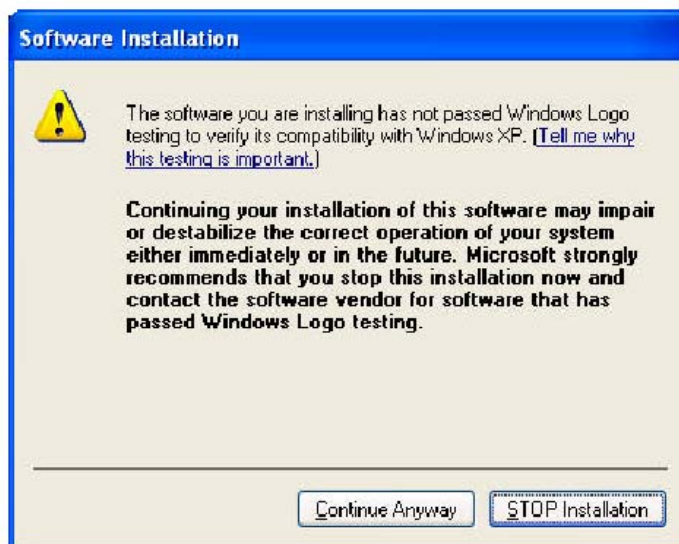 Software Installation
The software you are installing has not passed Windows Logo
testing to verify its compatibility with Windows XP. (Tell me why
this testing is important.)
Continuing your installation of this software may impair
or destabilize the correct operation of your system
either immediately or in the future. Microsoft strongly
recommends that you stop this installation now and
contact the software vendor for software that has
passed Windows Logo testing.
Continue Anyway
STOP Installation